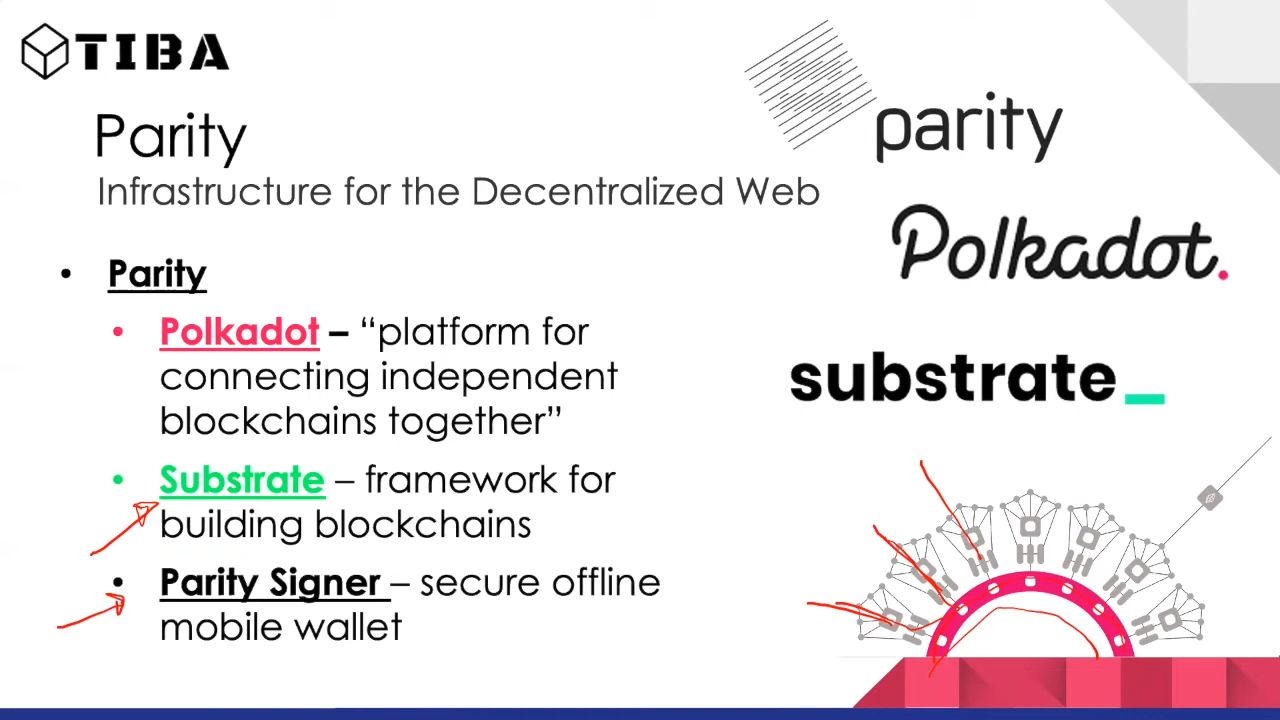 TIBA
parity
Parity
Infrastructure for the Decentralized Web
Polkadot.
• Parity
• Polkadot – “platform for
connecting independent
blockchains together”
substrate_
• Substrate – framework for
building blockchains
• Parity Signer – secure offline
mobile wallet